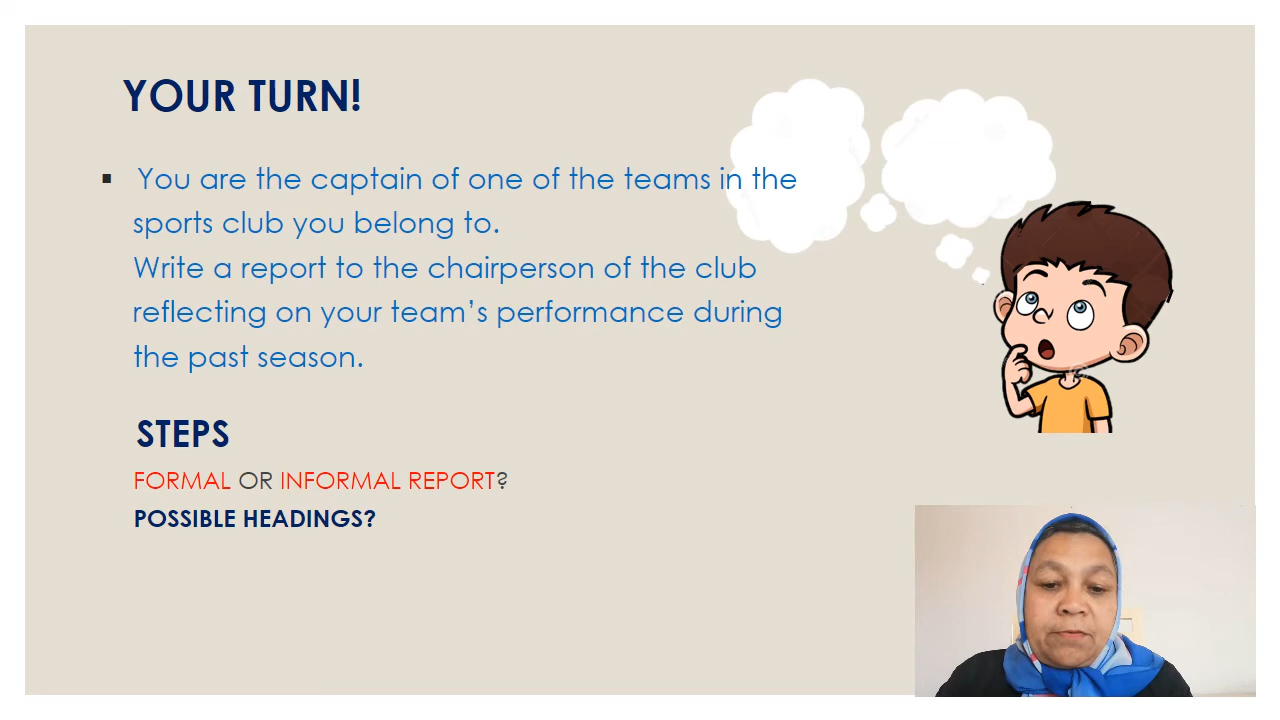 YOUR TURN!
▪ You are the captain of one of the teams in the
sports club you belong to.
Write a report to the chairperson of the club
reflecting on your team’s performance during
the past season.
STEPS
FORMAL OR INFORMAL REPORT?
POSSIBLE HEADINGS?